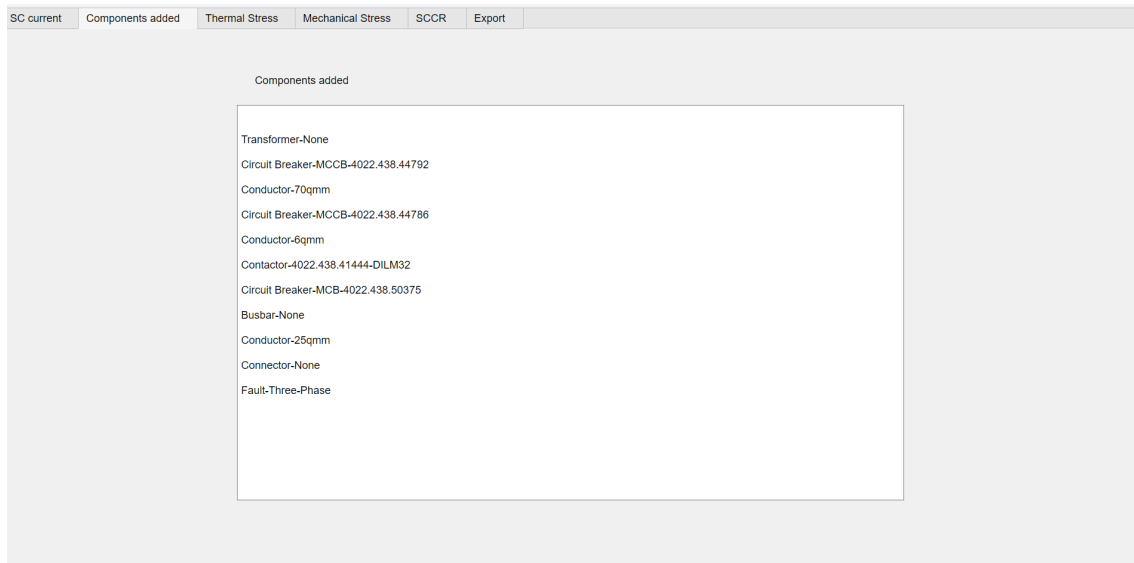 SC current Components added Thermal Stress Mechanical Stress SCCR Export
Components added
Transformer-None
Circuit Breaker-MCCB-4022.438.44792
Conductor-70qmm
Circuit Breaker-MCCB-4022.438.44786
Conductor-6qmm
Contactor-4022.438.41444-DILM32
Circuit Breaker-MCB-4022.438.50375
Busbar-None
Conductor-25qmm
Connector-None
Fault-Three-Phase